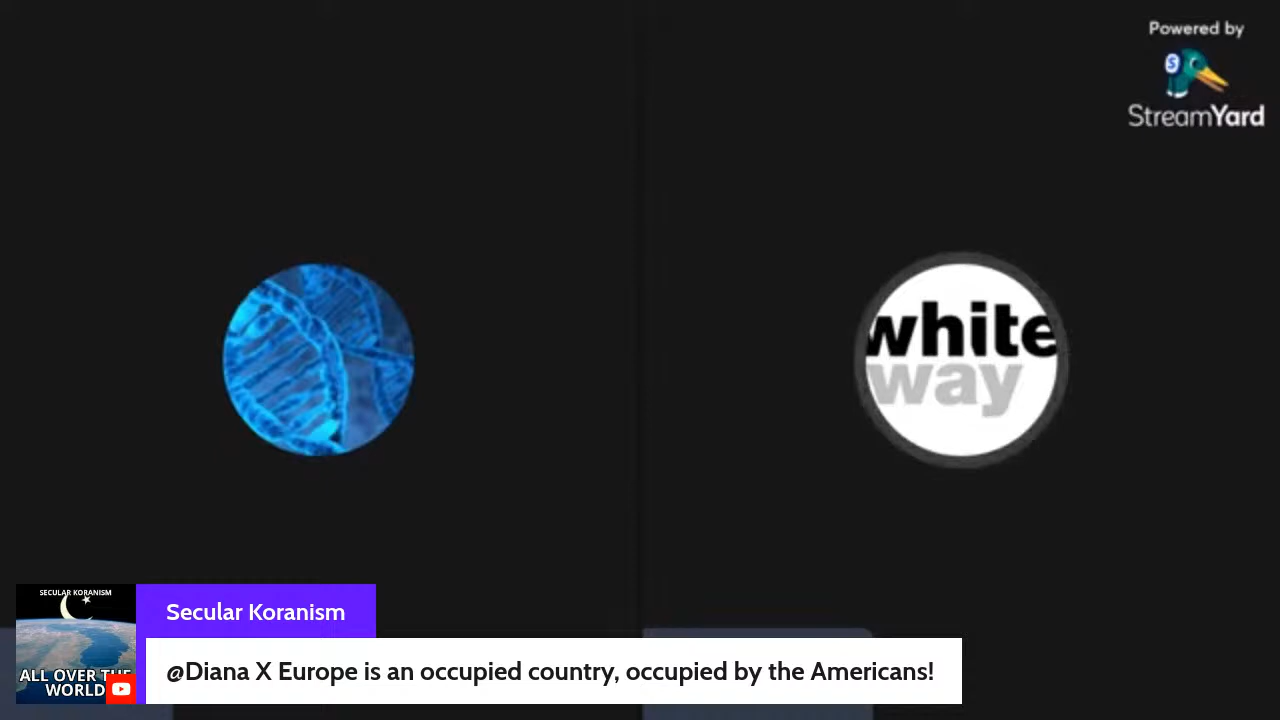 Powered by
S
StreamYard
white
way
SECULAR KORANISM
ALL OVER THE
WORLD
Secular Koranism
@Diana X Europe is an occupied country, occupied by the Americans!